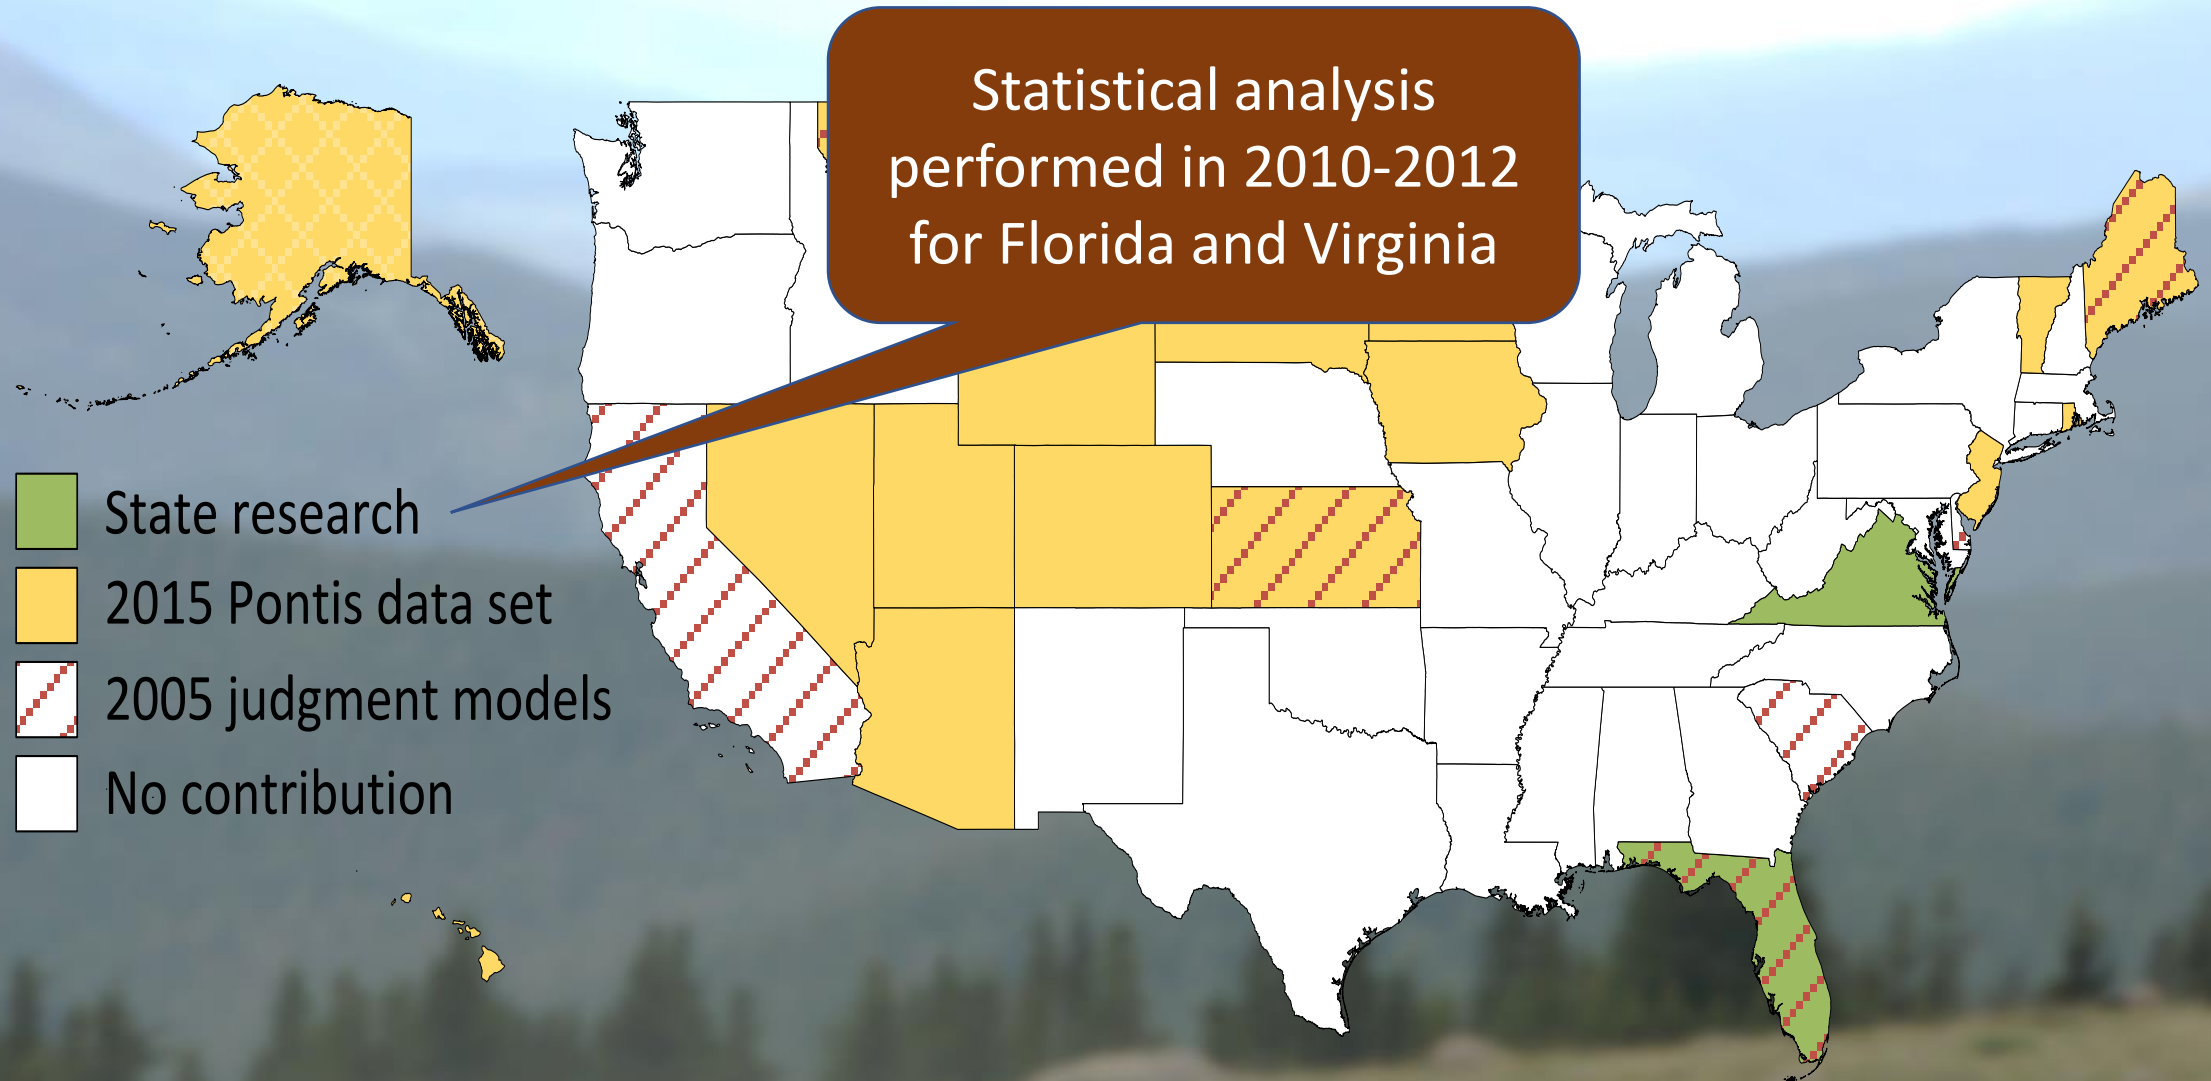 Statistical analysis
performed in 2010-2012
for Florida and Virginia
State research
2015 Pontis data set
2005 judgment models
No contribution